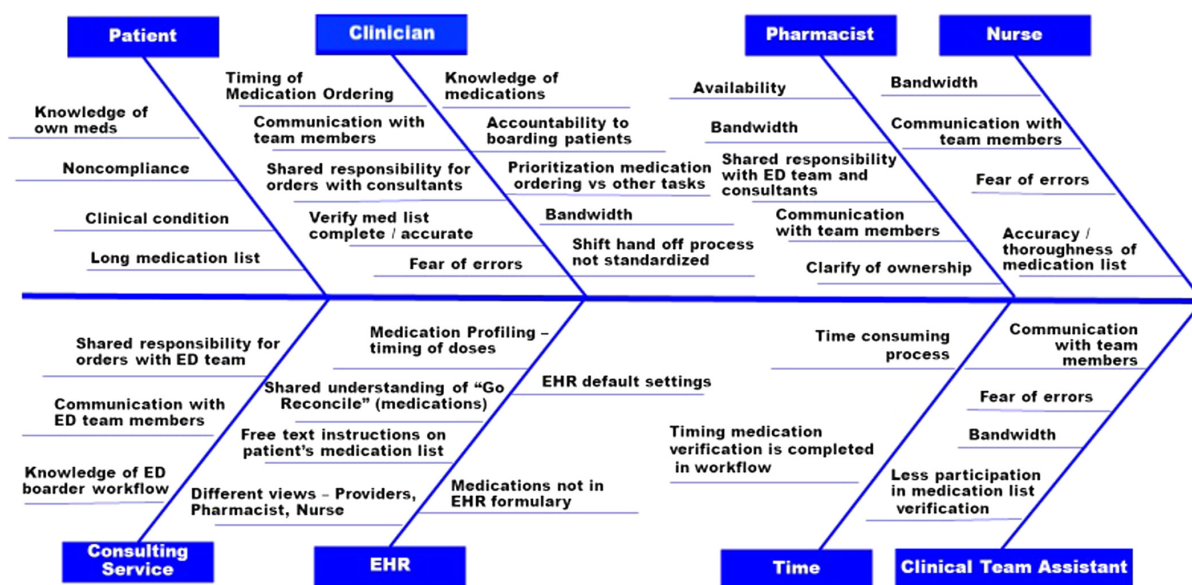 Patient
Clinician
Pharmacist
Nurse
Knowledge of
own meds
Noncompliance
Clinical condition
Long medication list
Timing of
Medication Ordering
Communication with
team members
Shared responsibility for
orders with consultants
Verify med list
complete / accurate
Fear of errors
Knowledge of
medications
Accountability to
boarding patients
Prioritization medication
ordering vs other tasks
Bandwidth
Shift hand off process
not standardized
Availability
Bandwidth
Shared responsibility
with ED team and
consultants
Communication
with team members
Clarify of ownership
Bandwidth
Communication with
team members
Fear of errors
Accuracy /
thoroughness of
medication list
Shared responsibility for
orders with ED team
Communication with
ED team members
Knowledge of ED
boarder workflow
Medication Profiling –
timing of doses
Shared understanding of “Go
Reconcile” (medications)
Free text instructions on
patient’s medication list
Different views – Providers,
Pharmacist, Nurse
EHR default settings
Medications not in
EHR formulary
Time consuming
process
Timing medication
verification is completed
in workflow
Communication
with team
members
Fear of errors
Bandwidth
Less participation
in medication list
verification
Consulting
Service
EHR
Time
Clinical Team Assistant